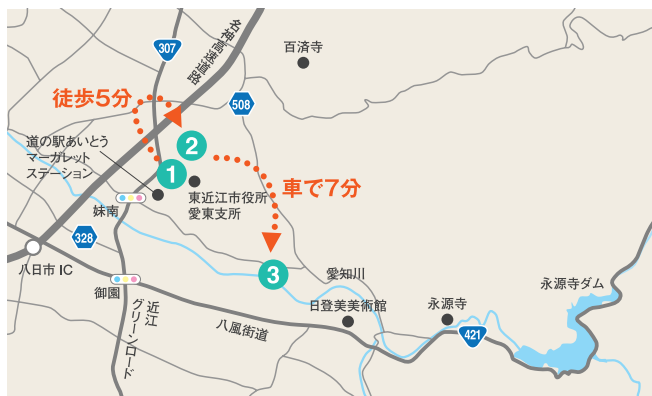 307
名神高速道路
百済寺
徒歩5分
508
道の駅あいとう
マーガレット
ステーション
2
1
車で7分
東近江市役所
愛東支所
妹南
328
八日市 IC
3
愛知川
御園
永源寺ダム
近江
グリーンロード
八風街道
日登美美術館
永源寺
421